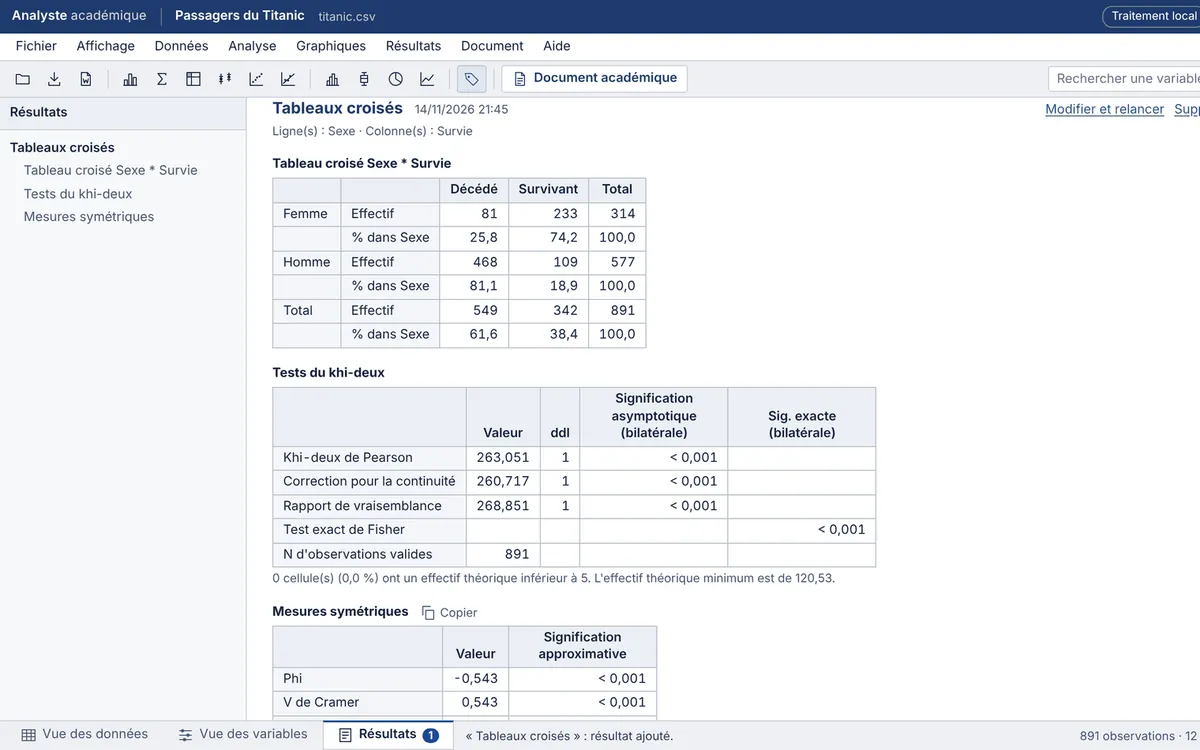 Analyste académique Passagers du Titanic titanic.csv Traitement local
Fichier Affichage Données Analyse Graphiques Résultats Document Aide
Document académique Rechercher une variable
Résultats
Tableaux croisés
Tableau croisé Sexe * Survie
Tests du khi-deux
Mesures symétriques
Tableaux croisés 14/11/2026 21:45 Modifier et relancer Supp
Ligne(s) : Sexe · Colonne(s) : Survie
Tableau croisé Sexe * Survie
Décédé Survivant Total
Femme Effectif 81 233 314
% dans Sexe 25,8 74,2 100,0
Homme Effectif 468 109 577
% dans Sexe 81,1 18,9 100,0
Total Effectif 549 342 891
% dans Sexe 61,6 38,4 100,0
Tests du khi-deux
Valeur ddl Signification asymptotique (bilatérale) Sig. exacte (bilatérale)
Khi-deux de Pearson 263,051 1 < 0,001
Correction pour la continuité 260,717 1 < 0,001
Rapport de vraisemblance 268,851 1 < 0,001
Test exact de Fisher < 0,001
N d'observations valides 891
0 cellule(s) (0,0 %) ont un effectif théorique inférieur à 5. L'effectif théorique minimum est de 120,53.
Mesures symétriques Copier
Valeur Signification approximative
Phi -0,543 < 0,001
V de Cramer 0,543 < 0,001
Vue des données Vue des variables Résultats 1 « Tableaux croisés » : résultat ajouté. 891 observations · 12